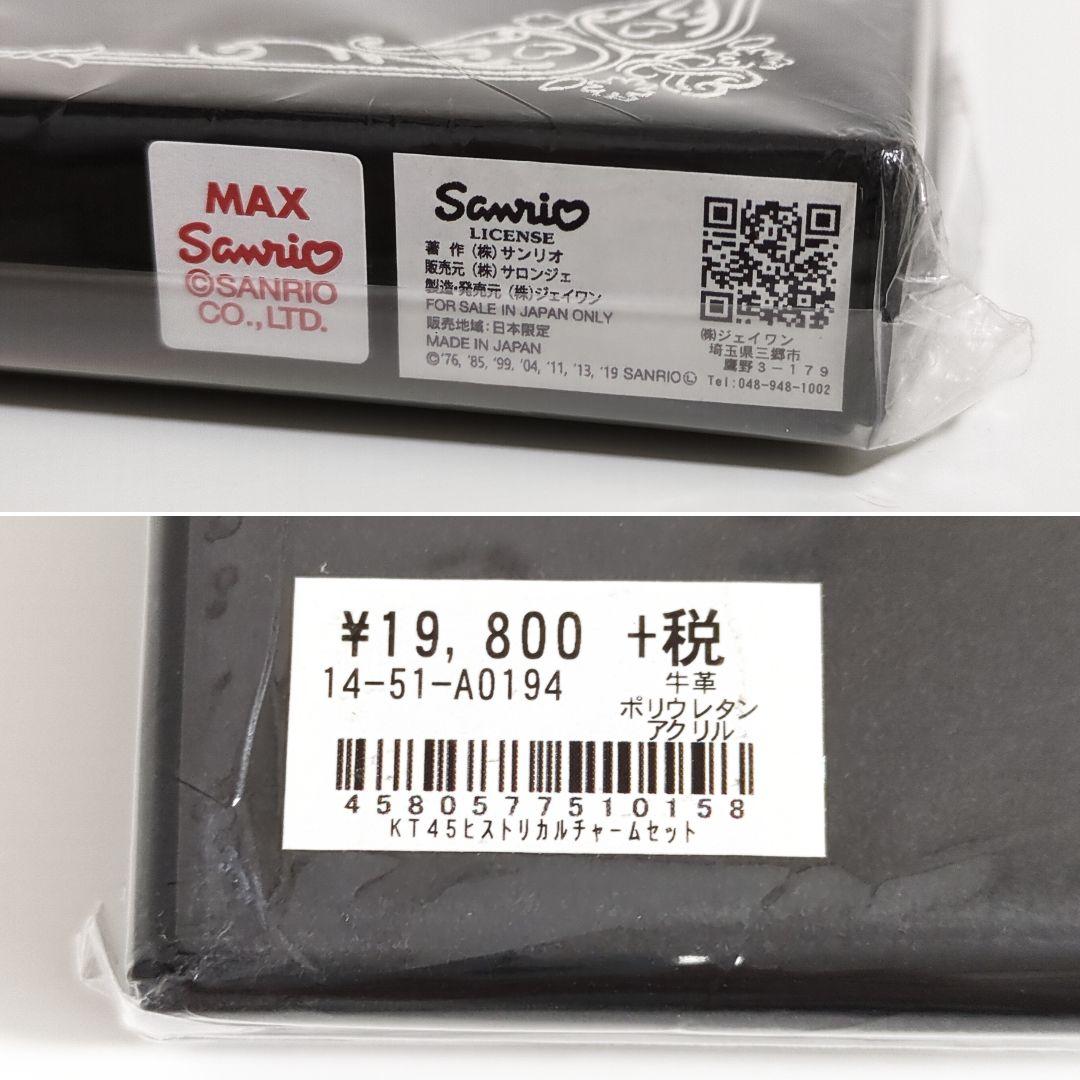 MAX
Sanrio
©SANRIO
CO.,LTD.
Sanrio
LICENSE
著 作 (株) サンリオ
販売元 (株) サロンジェ
製造・発売元 (株)ジェイワン
FOR SALE IN JAPAN ONLY
販売地域：日本限定
MADE IN JAPAN
©'76, '85, '99, '04, '11, '13, '19 SANRIO Ⓛ
(株)ジェイワン
埼玉県三郷市
鷹野3－179
Tel:048-948-1002
¥19,800 +税
14-51-A0194
牛革
ポリウレタン
アクリル
4580577510158
KT45ヒストリカルチャームセット